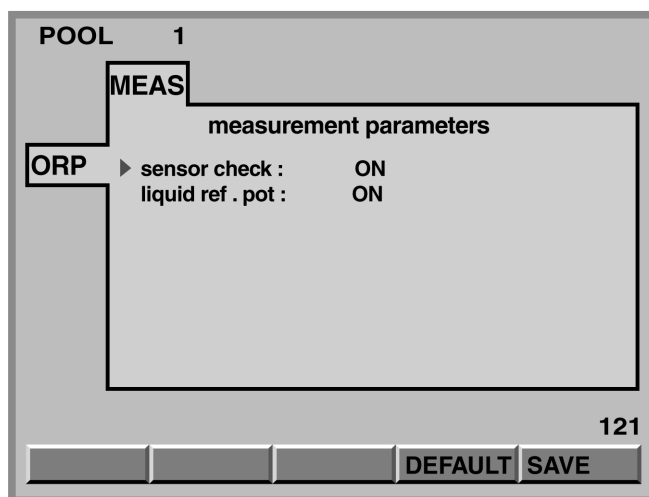 POOL 1
MEAS
measurement parameters
ORP
sensor check : ON
liquid ref . pot : ON
121
DEFAULT SAVE